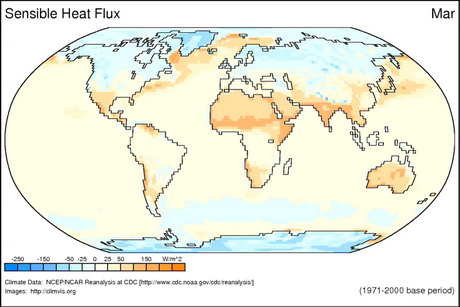 Sensible Heat Flux Mar
-250 -150 -50 -25 0 25 50 150 W/m^2
Climate Data: NCEP/NCAR Reanalysis at CDC [http://www.cdc.noaa.gov/cdc/reanalysis/]
Images: http://climvis.org (1971-2000 base period)